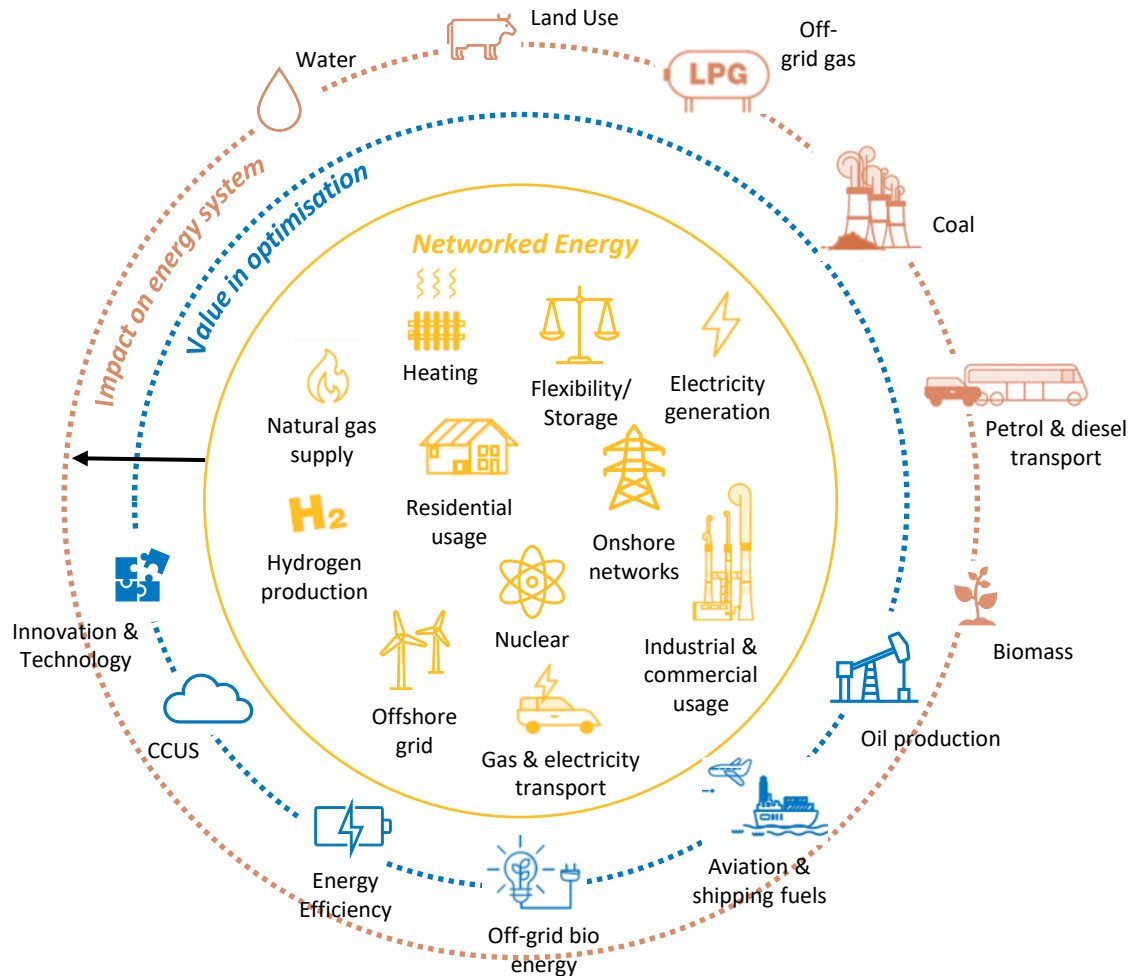 Land Use
Off-
grid gas
Water
LPG
Impact on energy system
Value in optimisation
Coal
Networked Energy
Heating
Flexibility/
Storage
Electricity
generation
Natural gas
supply
Petrol & diesel
transport
Residential
usage
H2
Onshore
networks
Hydrogen
production
Innovation &
Technology
Nuclear
Industrial &
commercial
usage
Biomass
Offshore
grid
CCUS
Gas & electricity
transport
Oil production
Energy
Efficiency
Aviation &
shipping fuels
Off-grid bio
energy